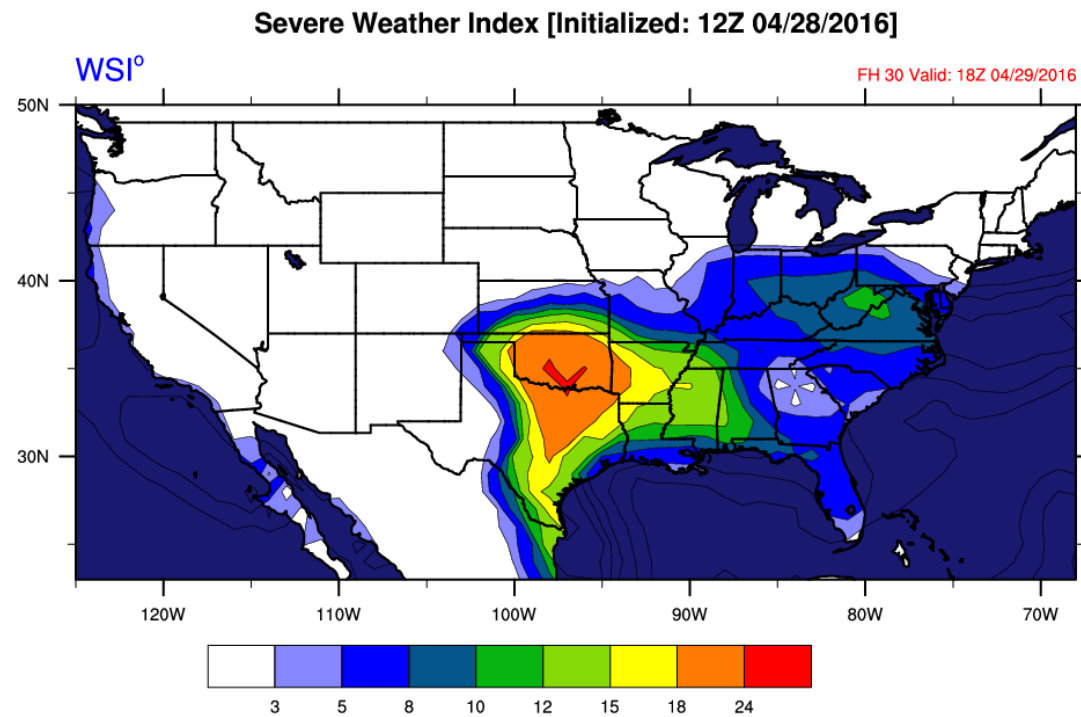 Severe Weather Index [Initialized: 12Z 04/28/2016]
WSI°
FH 30 Valid: 18Z 04/29/2016
50N
40N
30N
120W 110W 100W 90W 80W 70W
3 5 8 10 12 15 18 24